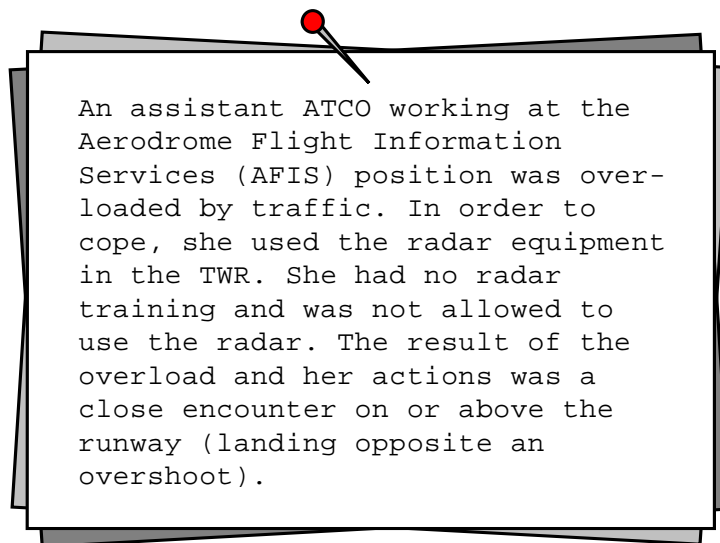 An assistant ATCO working at the
Aerodrome Flight Information
Services (AFIS) position was over-
loaded by traffic. In order to
cope, she used the radar equipment
in the TWR. She had no radar
training and was not allowed to
use the radar. The result of the
overload and her actions was a
close encounter on or above the
runway (landing opposite an
overshoot).